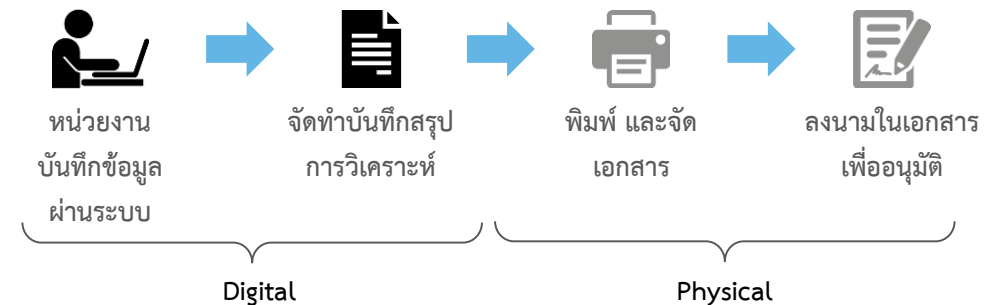 หน่วยงาน
บันทึกข้อมูล
ผ่านระบบ
จัดทำบันทึกสรุป
การวิเคราะห์
พิมพ์ และจัด
เอกสาร
ลงนามในเอกสาร
เพื่ออนุมัติ
Digital
Physical